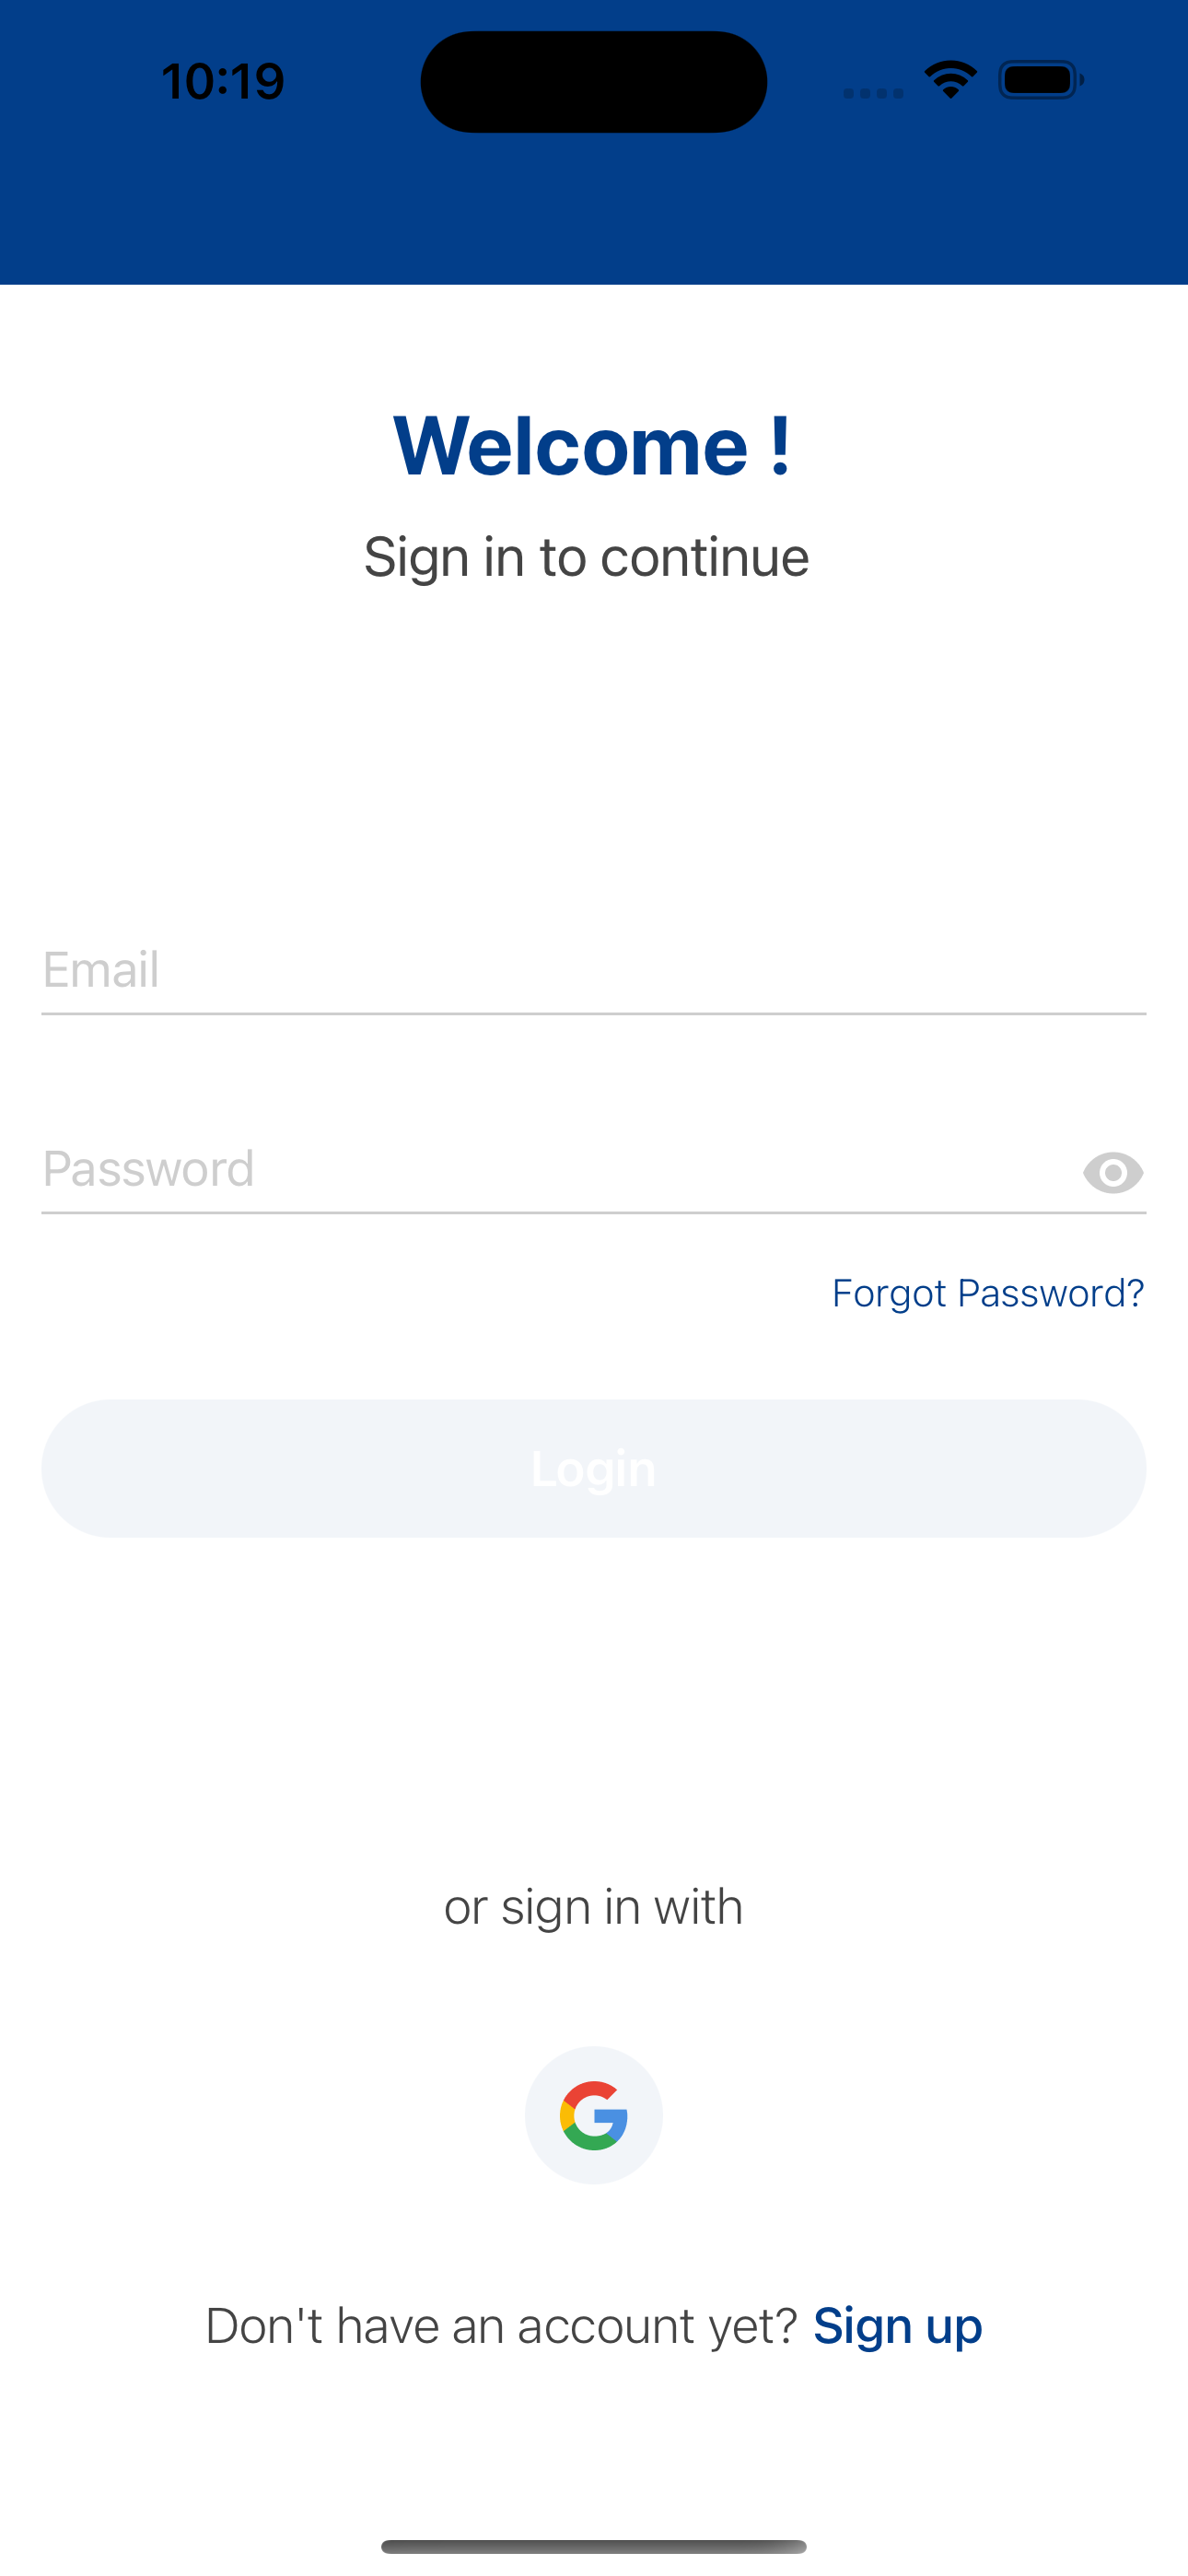 10:19
Welcome !
Sign in to continue
Email
Password
Forgot Password?
Login
or sign in with
Don't have an account yet? Sign up